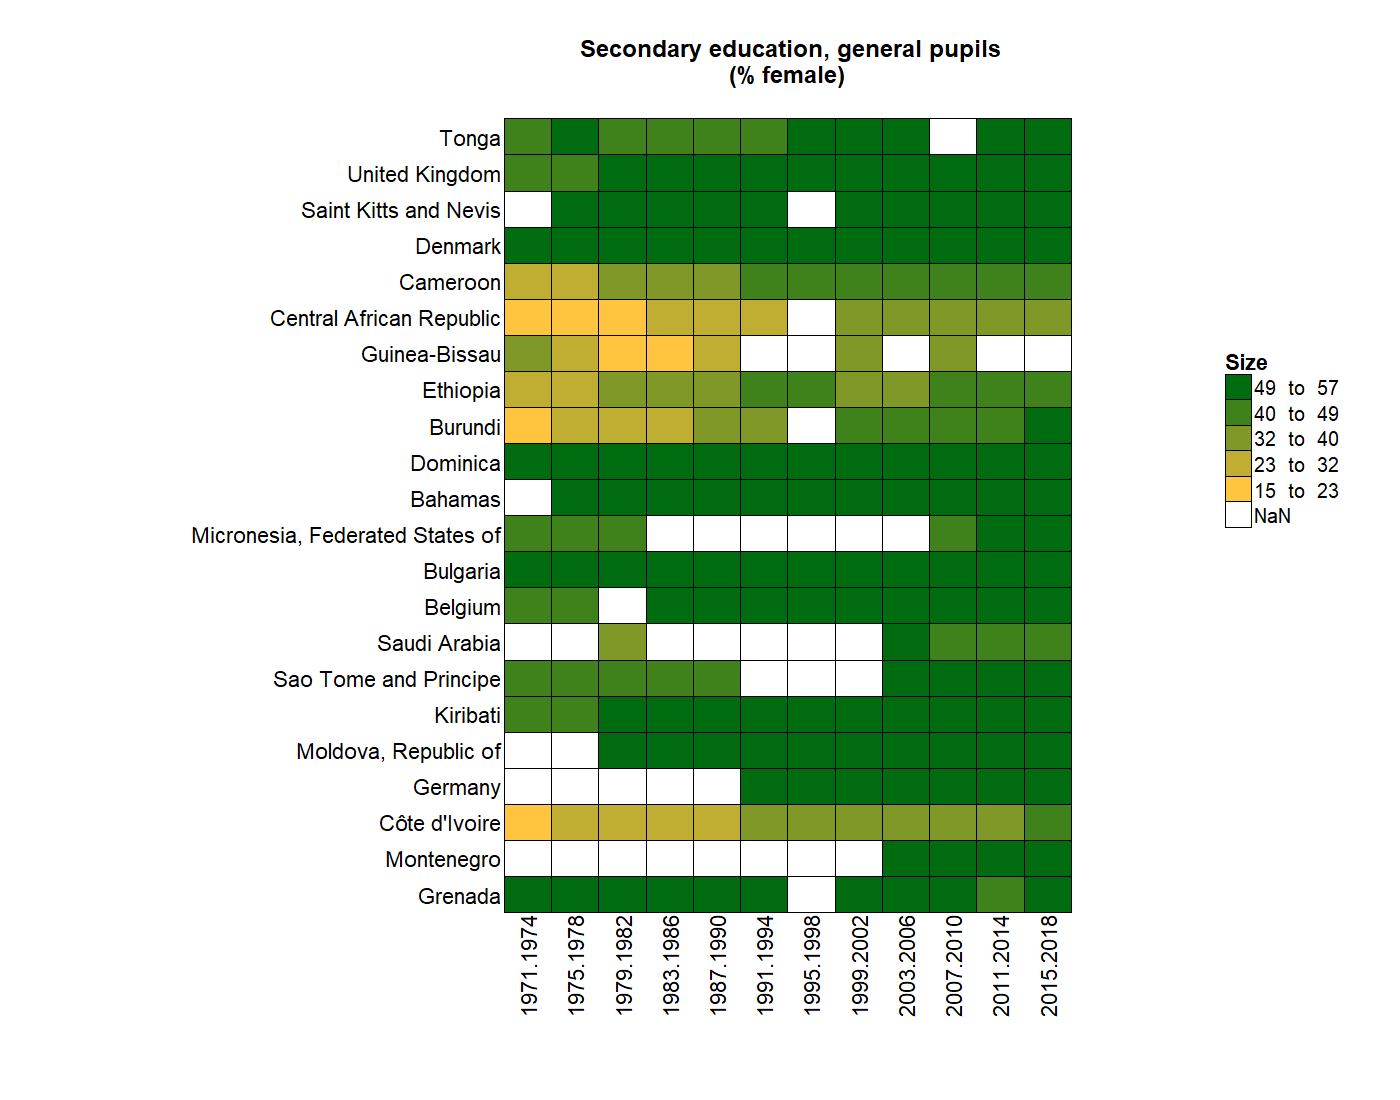 Secondary education, general pupils
(% female)
Tonga
United Kingdom
Saint Kitts and Nevis
Denmark
Cameroon
Central African Republic
Guinea-Bissau
Ethiopia
Burundi
Dominica
Bahamas
Micronesia, Federated States of
Bulgaria
Belgium
Saudi Arabia
Sao Tome and Principe
Kiribati
Moldova, Republic of
Germany
Côte d'Ivoire
Montenegro
Grenada
1971.1974
1975.1978
1979.1982
1983.1986
1987.1990
1991.1994
1995.1998
1999.2002
2003.2006
2007.2010
2011.2014
2015.2018
Size
49 to 57
40 to 49
32 to 40
23 to 32
15 to 23
NaN